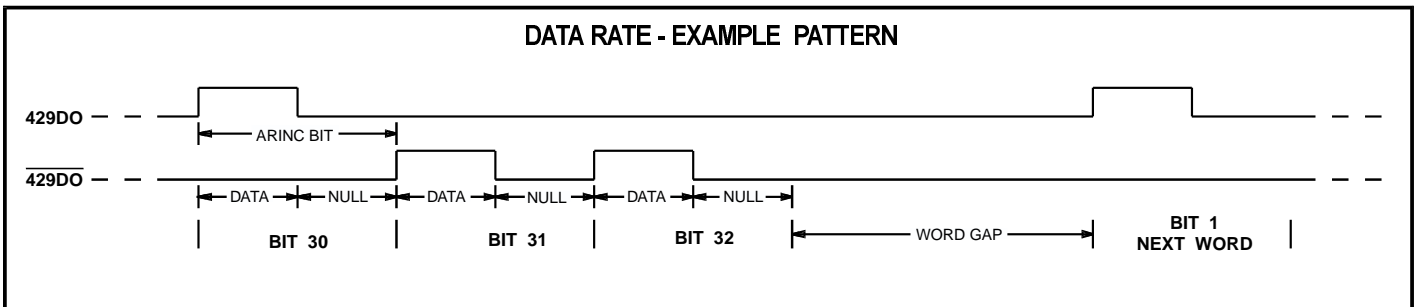 DATA RATE - EXAMPLE PATTERN
429DO
ARINC BIT
429DO
DATA NULL DATA NULL DATA NULL
BIT 30 BIT 31 BIT 32 WORD GAP BIT 1
NEXT WORD